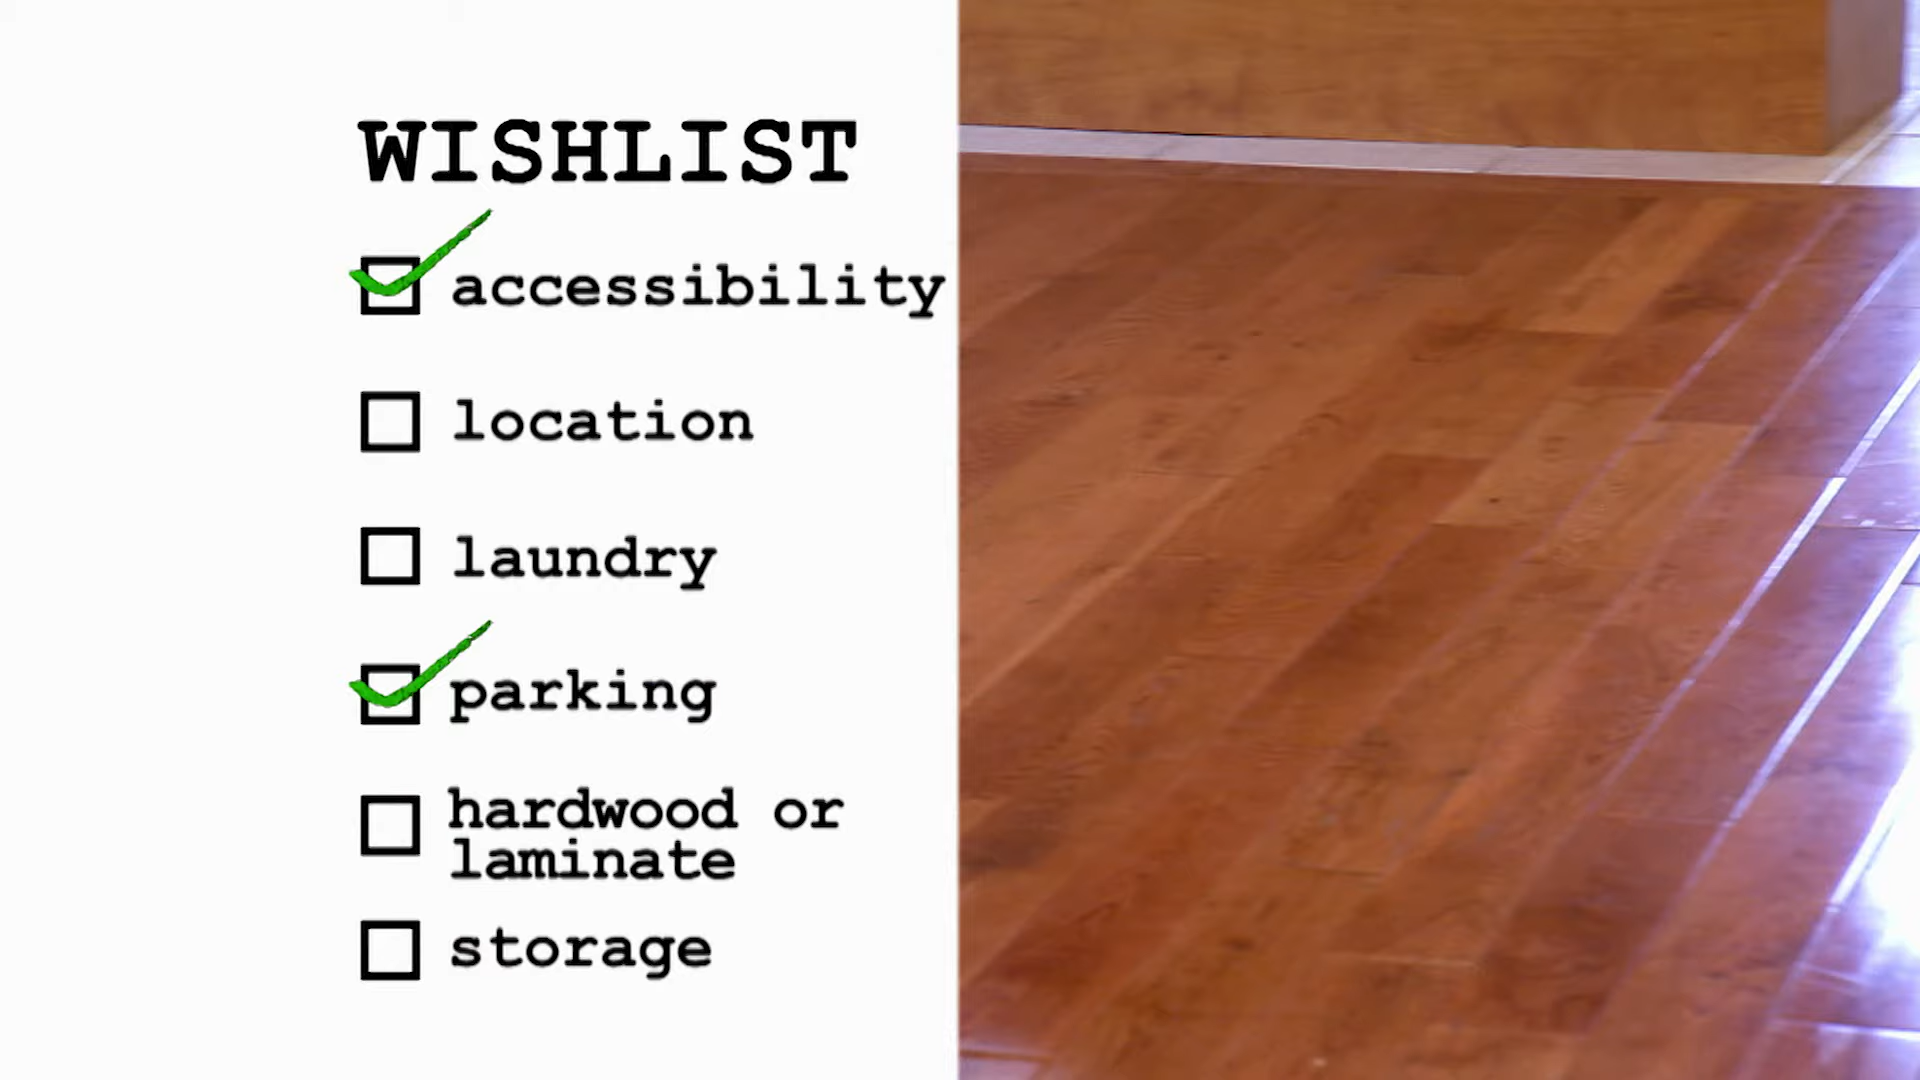 WISHLIST
accessibility
location
laundry
parking
hardwood or
laminate
storage